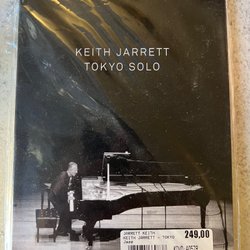 KEITH JARRETT
TOKYO SOLO
JARRETT KEITH
KEITH JARRETT - TOKYO
Jazz
249,00